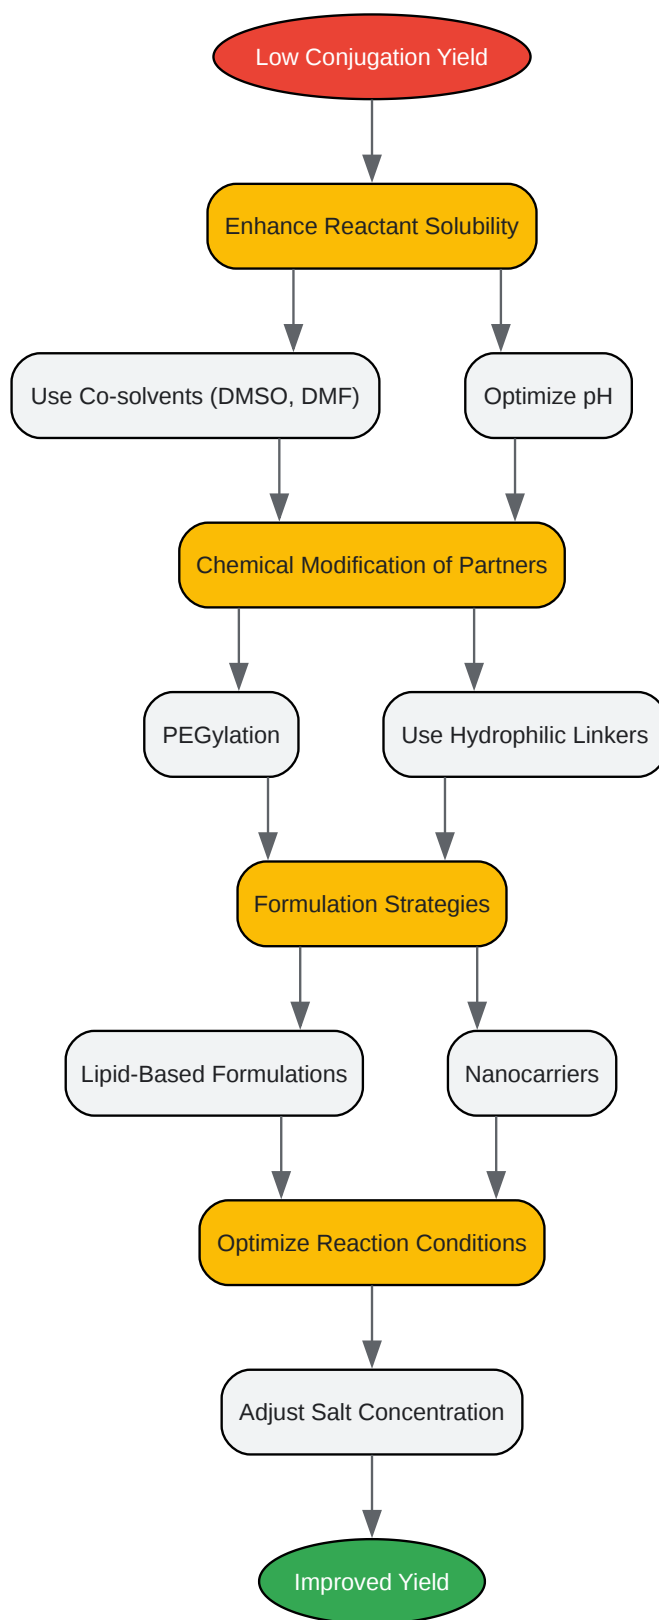 Low Conjugation Yield
Enhance Reactant Solubility
Use Co-solvents (DMSO, DMF)
Optimize pH
Chemical Modification of Partners
PEGylation
Use Hydrophilic Linkers
Formulation Strategies
Lipid-Based Formulations
Nanocarriers
Optimize Reaction Conditions
Adjust Salt Concentration
Improved Yield